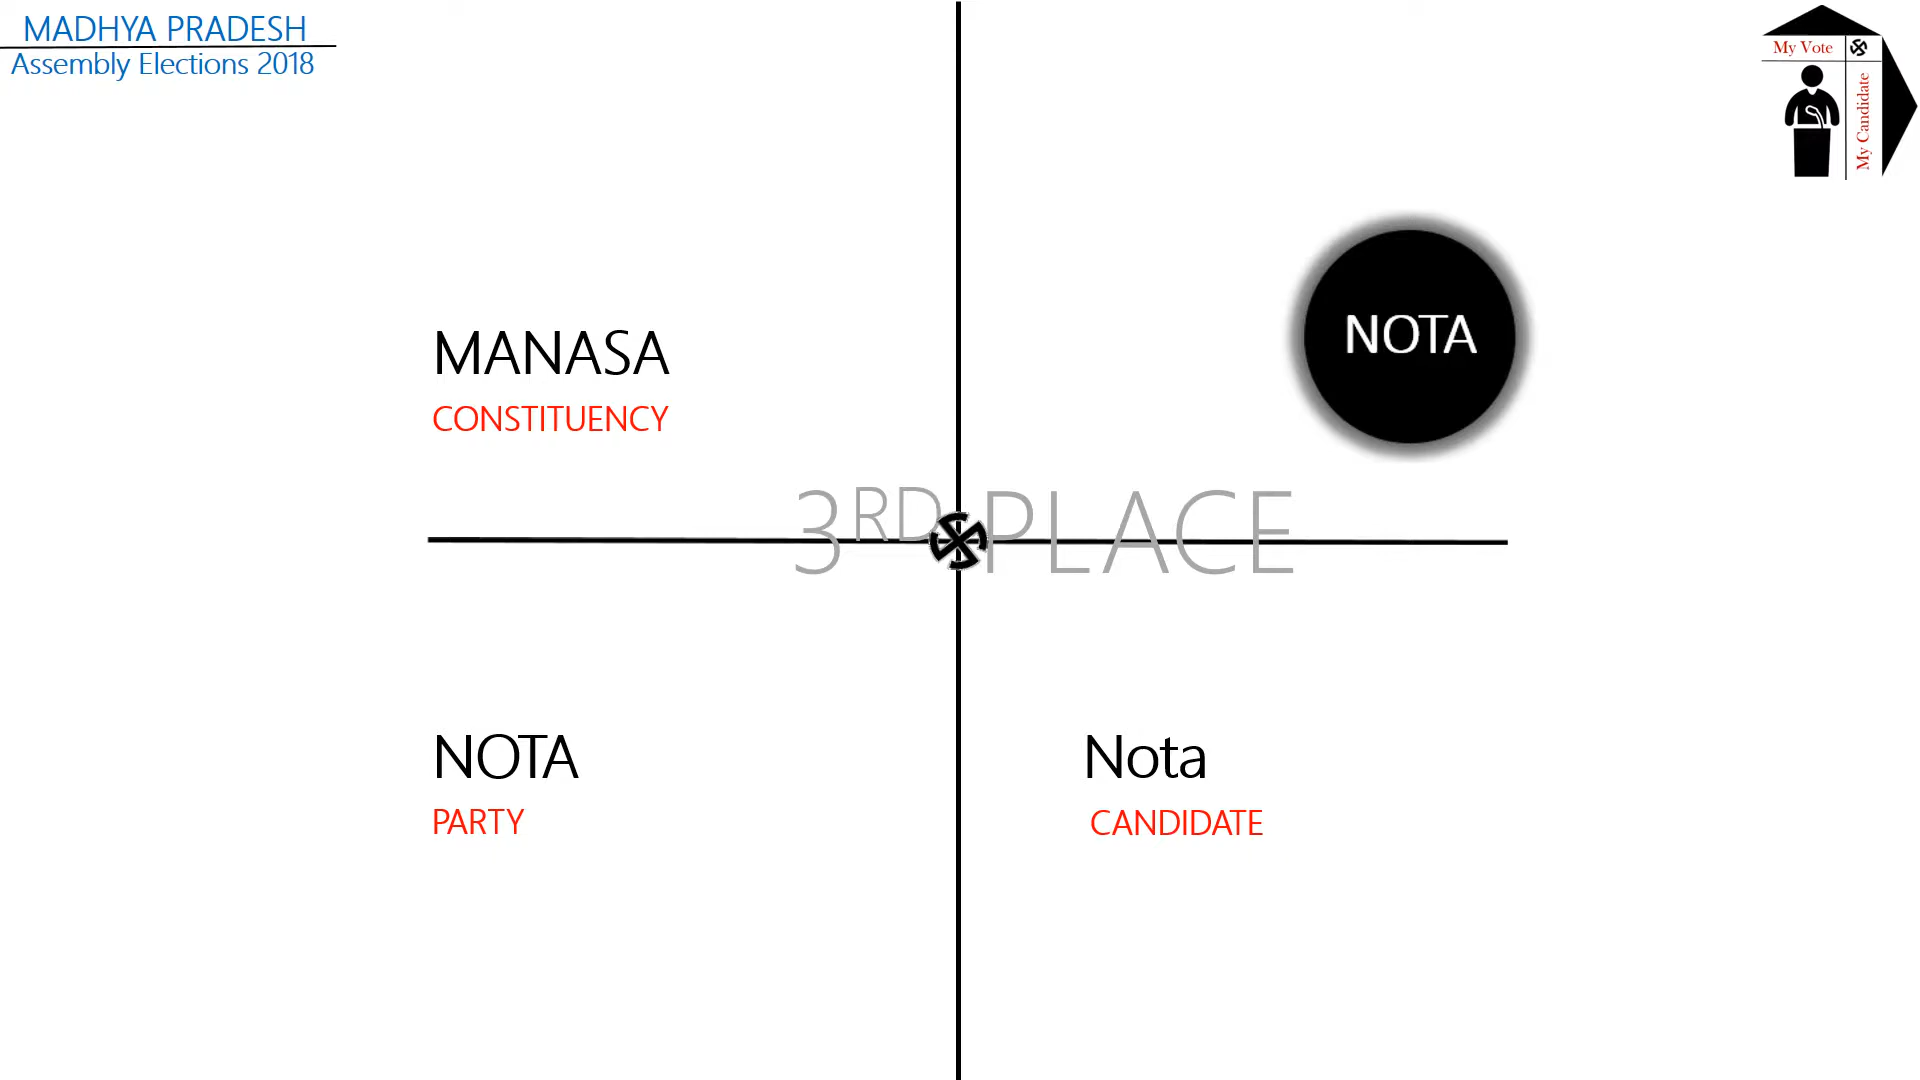 MADHYA PRADESH
Assembly Elections 2018
My Vote
My Candidate
MANASA
CONSTITUENCY
NOTA
3RD PLACE
NOTA
PARTY
Nota
CANDIDATE